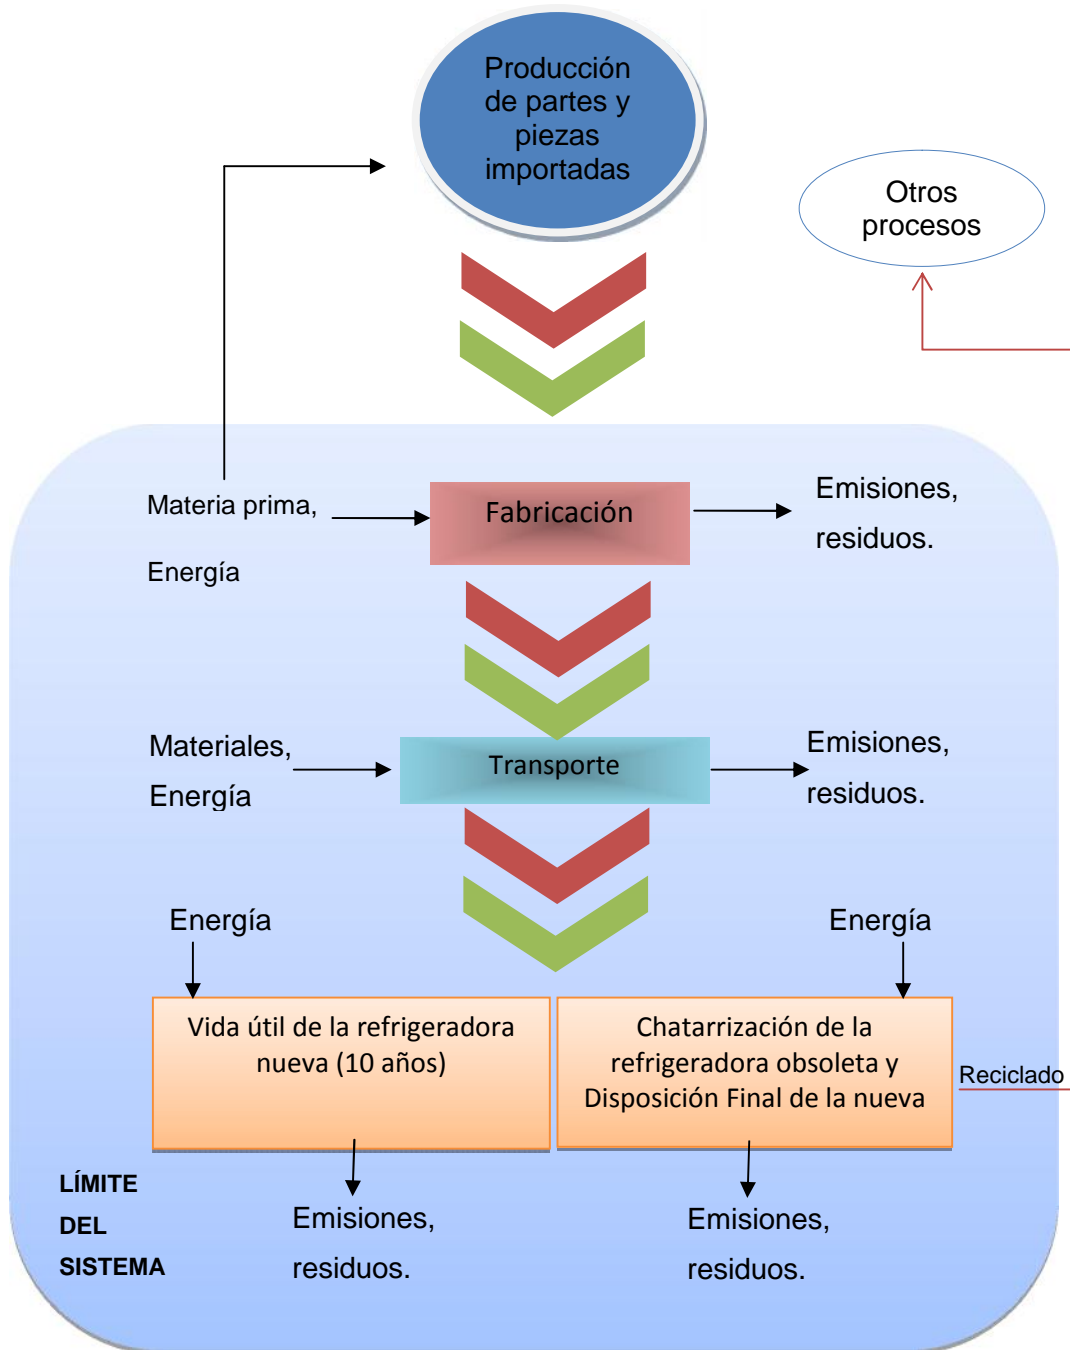 Producción
de partes y
piezas
importadas
Otros
procesos
Materia prima,
Energía
Fabricación
Emisiones,
residuos.
Materiales,
Energía
Transporte
Emisiones,
residuos.
Energía
Energía
Vida útil de la refrigeradora
nueva (10 años)
Chatarrización de la
refrigeradora obsoleta y
Disposición Final de la nueva
Reciclado
LÍMITE
DEL
SISTEMA
Emisiones,
residuos.
Emisiones,
residuos.